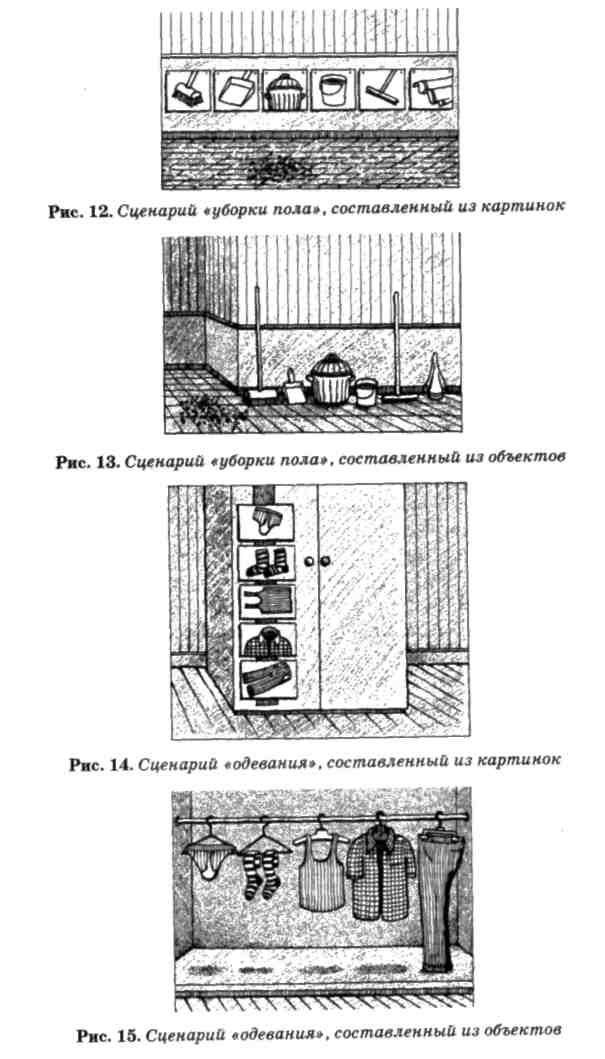 Рис. 12. Сценарий «уборки пола», составленный из картинок
Рис. 13. Сценарий «уборки пола», составленный из объектов
Рис. 14. Сценарий «одевания», составленный из картинок
Рис. 15. Сценарий «одевания», составленный из объектов